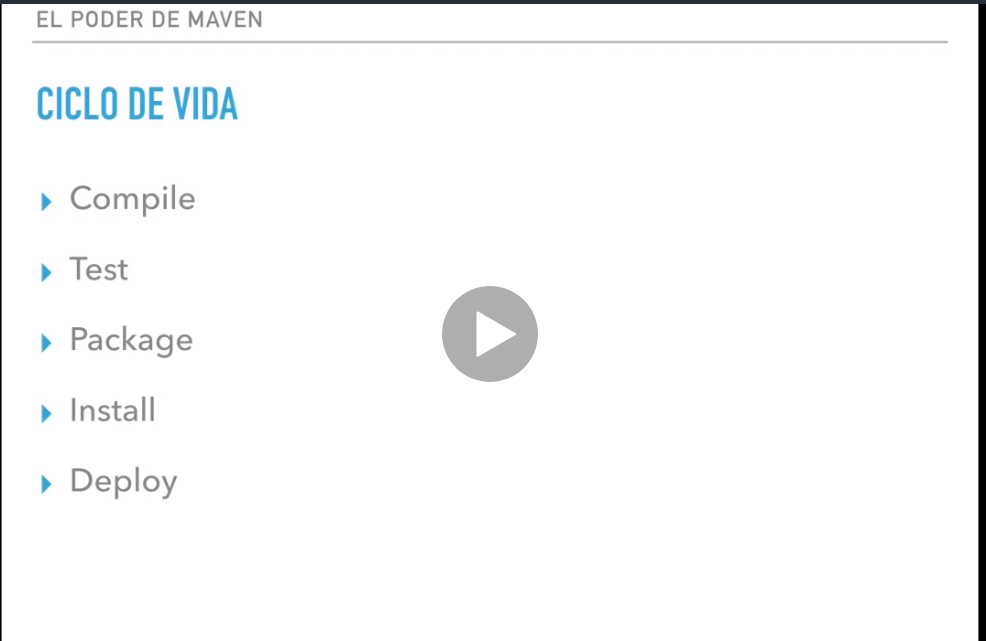 EL PODER DE MAVEN
CICLO DE VIDA
Compile
Test
Package
Install
Deploy